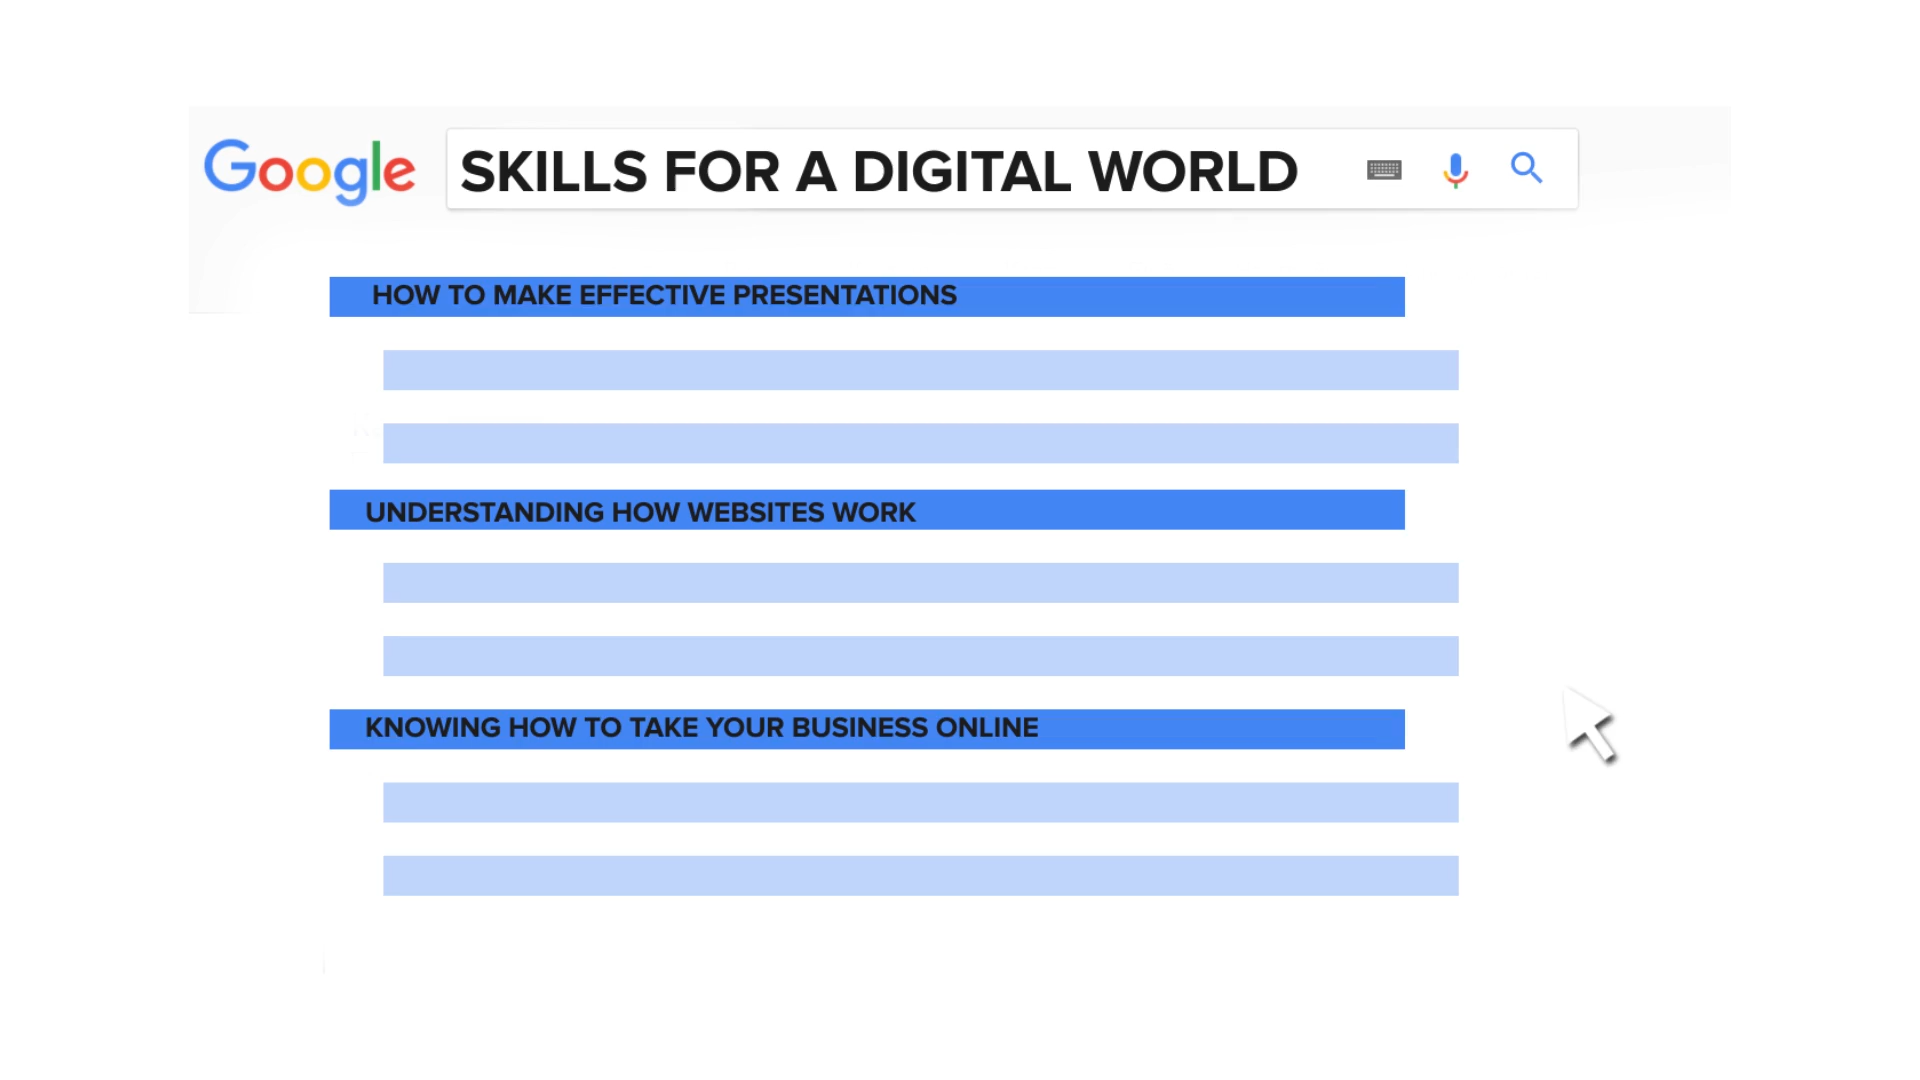 Google SKILLS FOR A DIGITAL WORLD
HOW TO MAKE EFFECTIVE PRESENTATIONS
UNDERSTANDING HOW WEBSITES WORK
KNOWING HOW TO TAKE YOUR BUSINESS ONLINE